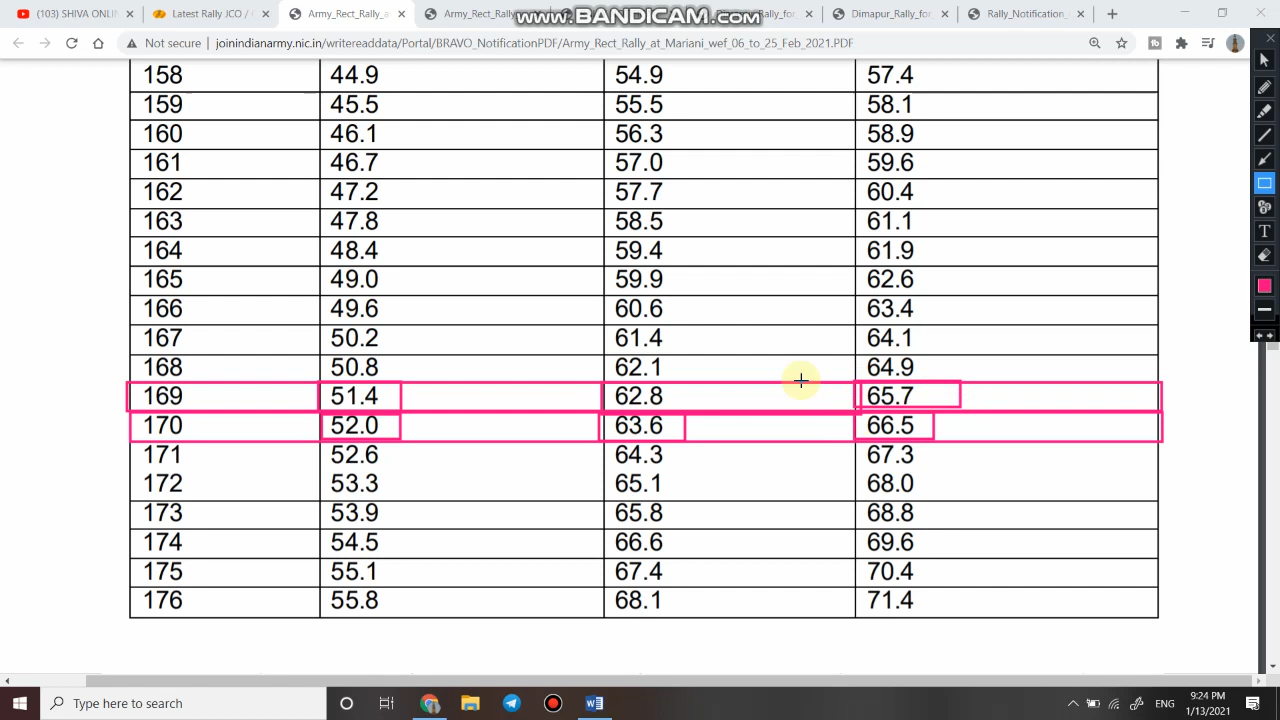 (103) SHIVA ONLIN
Latest Rally ICO / C
Army_Rect_Rally_a
Army_Rect_Rally_
Rally_for
Danapur_Rally_for
Rally_Notification_
www.BANDICAM.com
Not secure | joinindianarmy.nic.in/writereaddata/Portal/BRAVO_NotificationPDF/Army_Rect_Rally_at_Mariani_wef_06_to_25_Feb_2021.PDF
158 44.9 54.9 57.4
159 45.5 55.5 58.1
160 46.1 56.3 58.9
161 46.7 57.0 59.6
162 47.2 57.7 60.4
163 47.8 58.5 61.1
164 48.4 59.4 61.9
165 49.0 59.9 62.6
166 49.6 60.6 63.4
167 50.2 61.4 64.1
168 50.8 62.1 64.9
169 51.4 62.8 65.7
170 52.0 63.6 66.5
171 52.6 64.3 67.3
172 53.3 65.1 68.0
173 53.9 65.8 68.8
174 54.5 66.6 69.6
175 55.1 67.4 70.4
176 55.8 68.1 71.4
Type here to search
ENG
9:24 PM
1/13/2021